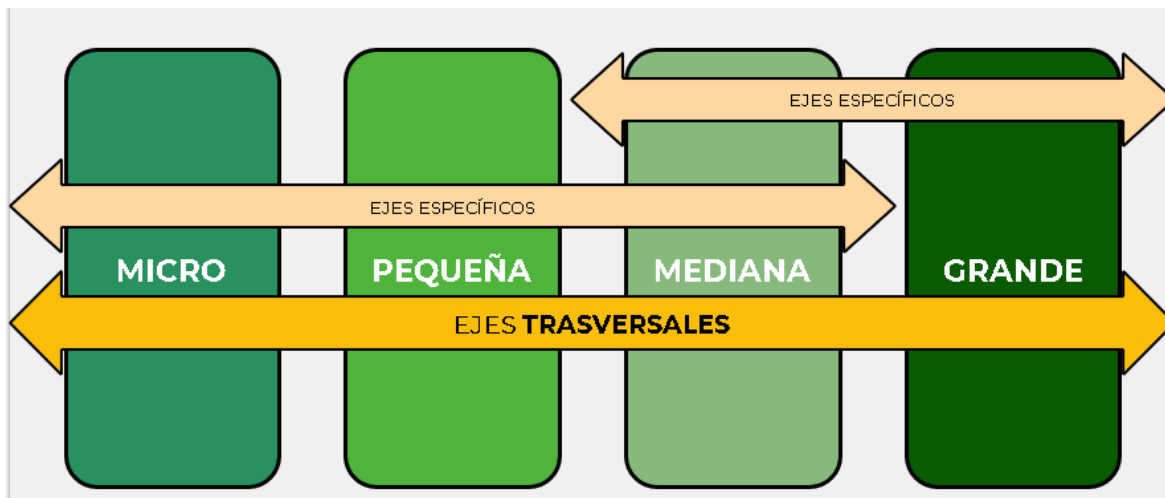 EJES ESPECÍFICOS
EJES ESPECÍFICOS
MICRO
PEQUEÑA
MEDIANA
GRANDE
EJES TRASVERSALES